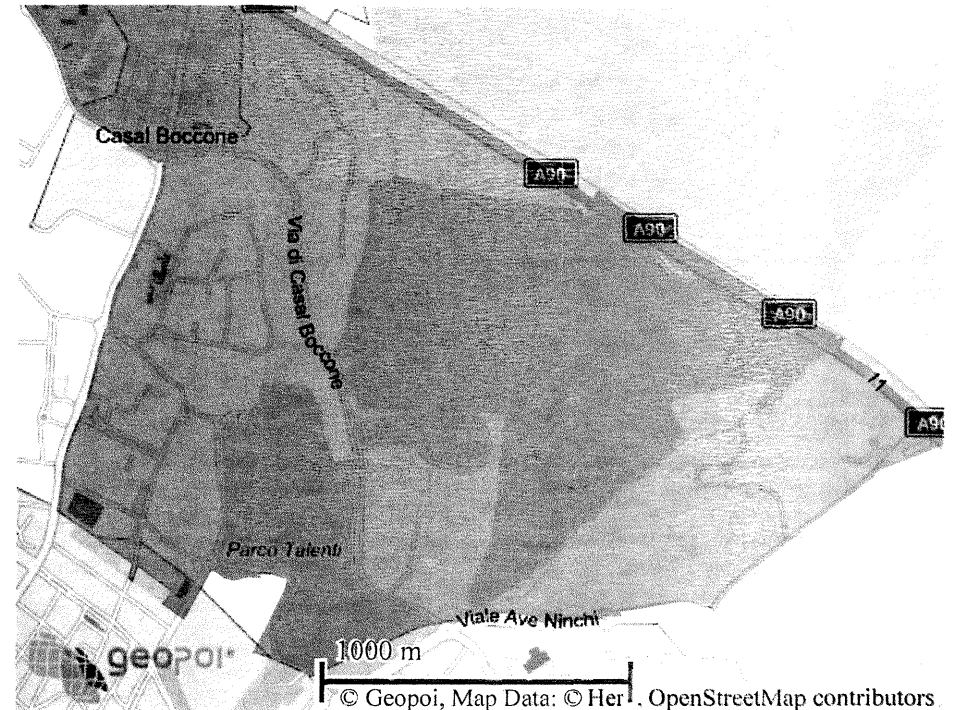 Casal Boccone
A90
A90
Via di Casal Boccone
A90
11
A90
Parco Talenti
Viale Ave Ninchi
geopoi
1000 m
© Geopoi, Map Data: © Her , OpenStreetMap contributors